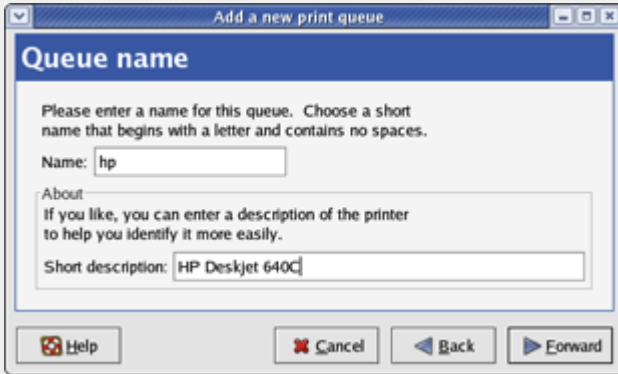 Add a new print queue
Queue name
Please enter a name for this queue. Choose a short
name that begins with a letter and contains no spaces.
Name: hp
About
If you like, you can enter a description of the printer
to help you identify it more easily.
Short description: HP Deskjet 640C
Help Cancel Back Forward